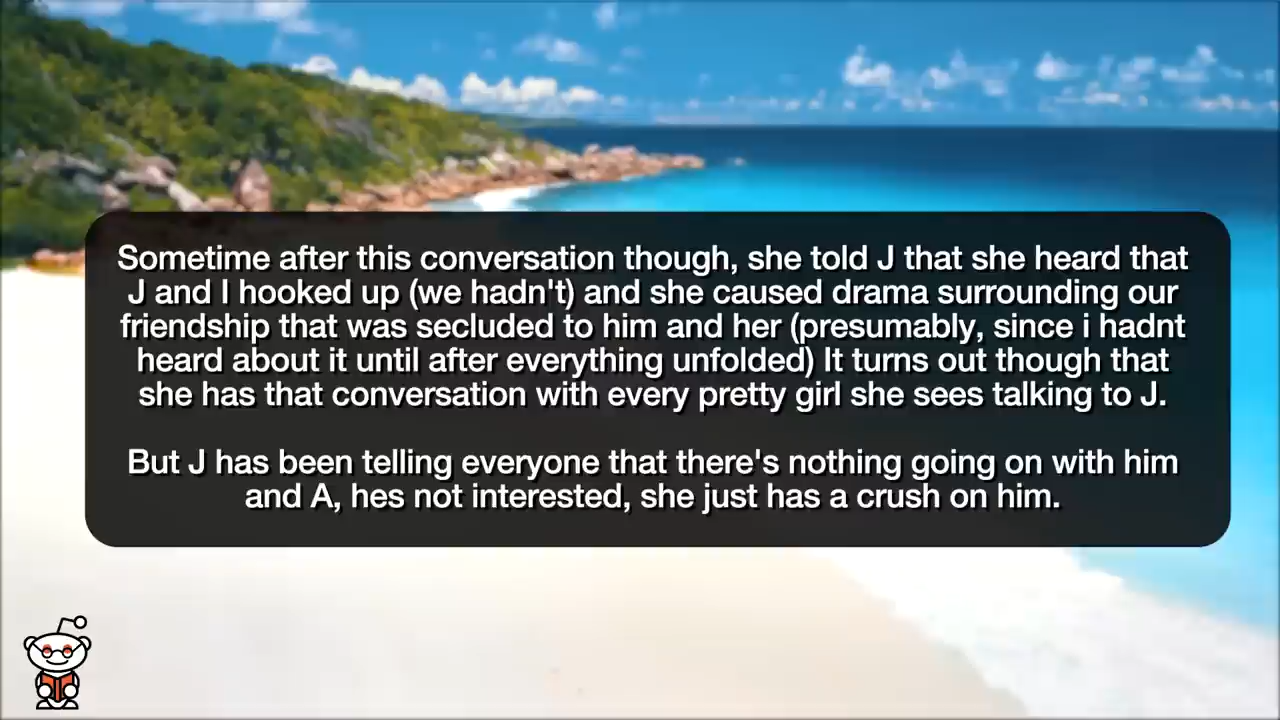 Sometime after this conversation though, she told J that she heard that
J and I hooked up (we hadn't) and she caused drama surrounding our
friendship that was secluded to him and her (presumably, since i hadnt
heard about it until after everything unfolded) It turns out though that
she has that conversation with every pretty girl she sees talking to J.
But J has been telling everyone that there's nothing going on with him
and A, hes not interested, she just has a crush on him.